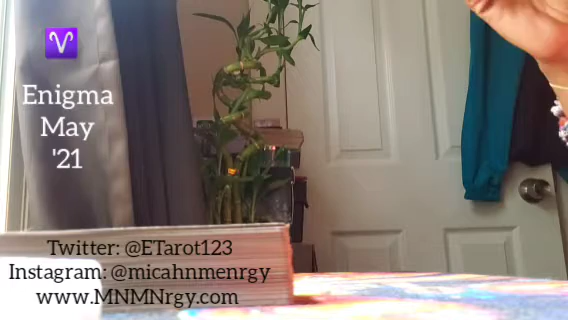 ♈
Enigma
May
'21
Twitter: @ETarot123
Instagram: @micahnmenrgy
www.MNMNrgy.com